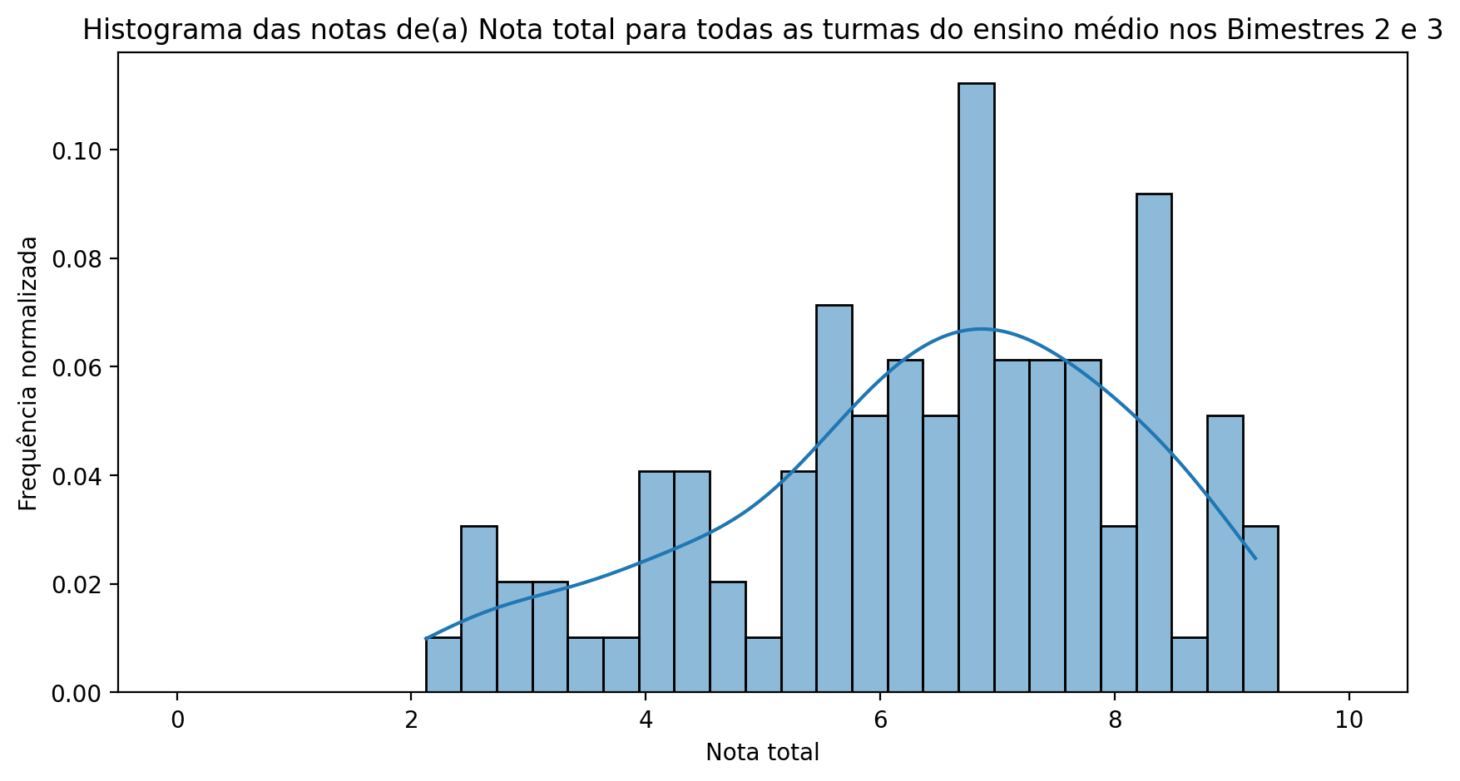 Histograma das notas de(a) Nota total para todas as turmas do ensino médio nos Bimestres 2 e 3
Frequência normalizada
0.10
0.08
0.06
0.04
0.02
0.00
0 2 4 6 8 10
Nota total